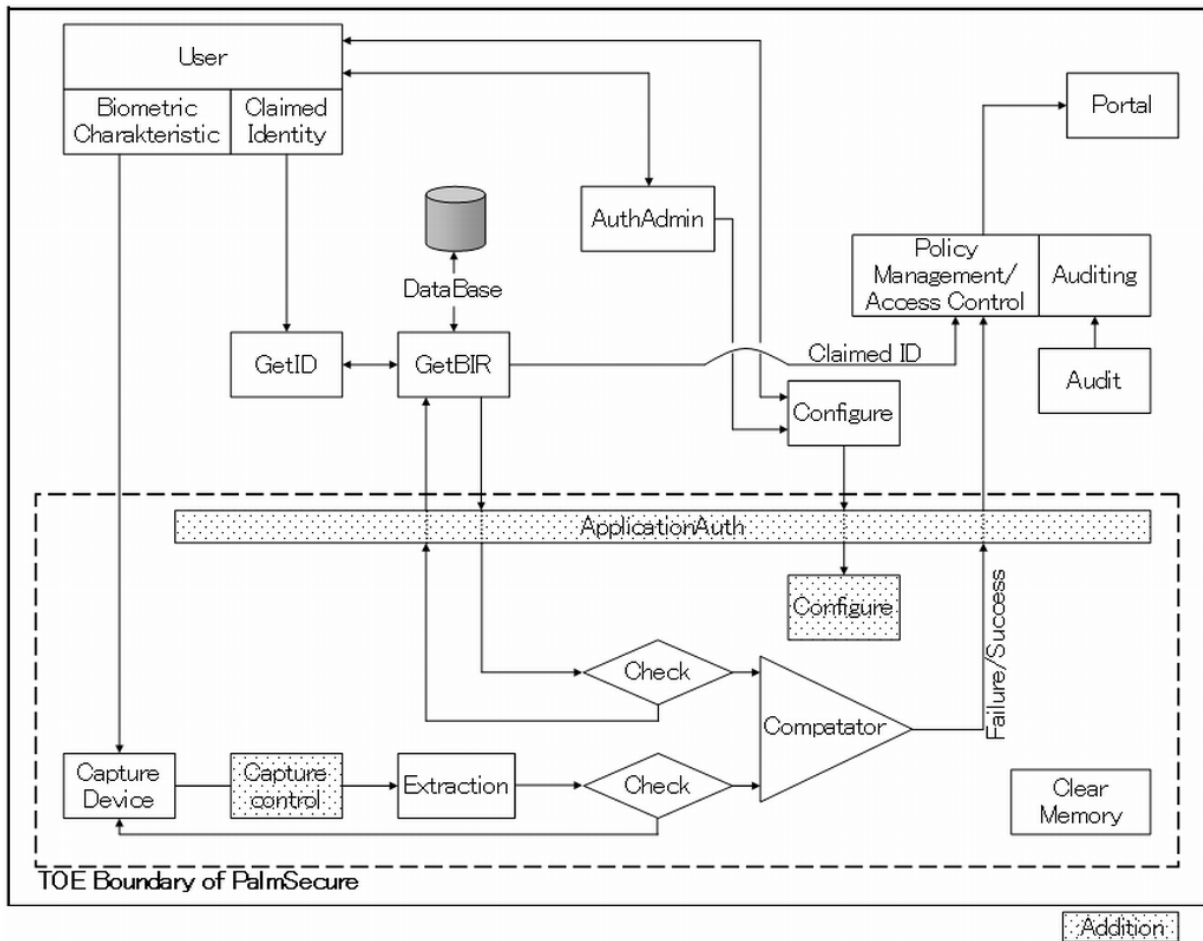 User
Biometric
Charakteristic
Claimed
Identity
Portal
AuthAdmin
Policy
Management/
Access Control
Auditing
DataBase
GetID
GetBIR
Claimed ID
Audit
Configure
ApplicationAuth
Configure
Failure/Success
Check
Compatator
Capture
Device
Capture
control
Extraction
Check
Clear
Memory
TOE Boundary of PalmSecure
Addition